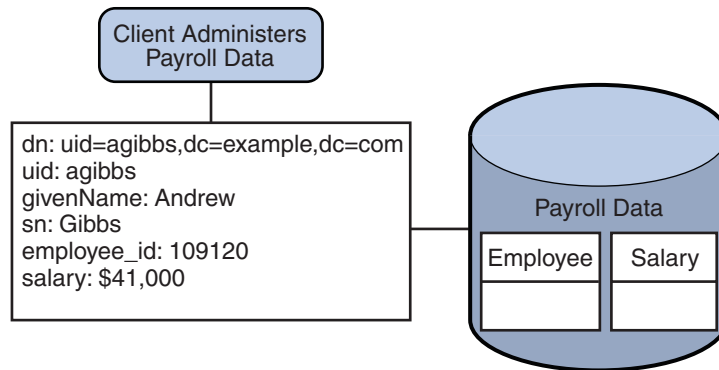 Client Administers
Payroll Data
dn: uid=agibbs,dc=example,dc=com
uid: agibbs
givenName: Andrew
sn: Gibbs
employee_id: 109120
salary: $41,000
Payroll Data
Employee
Salary